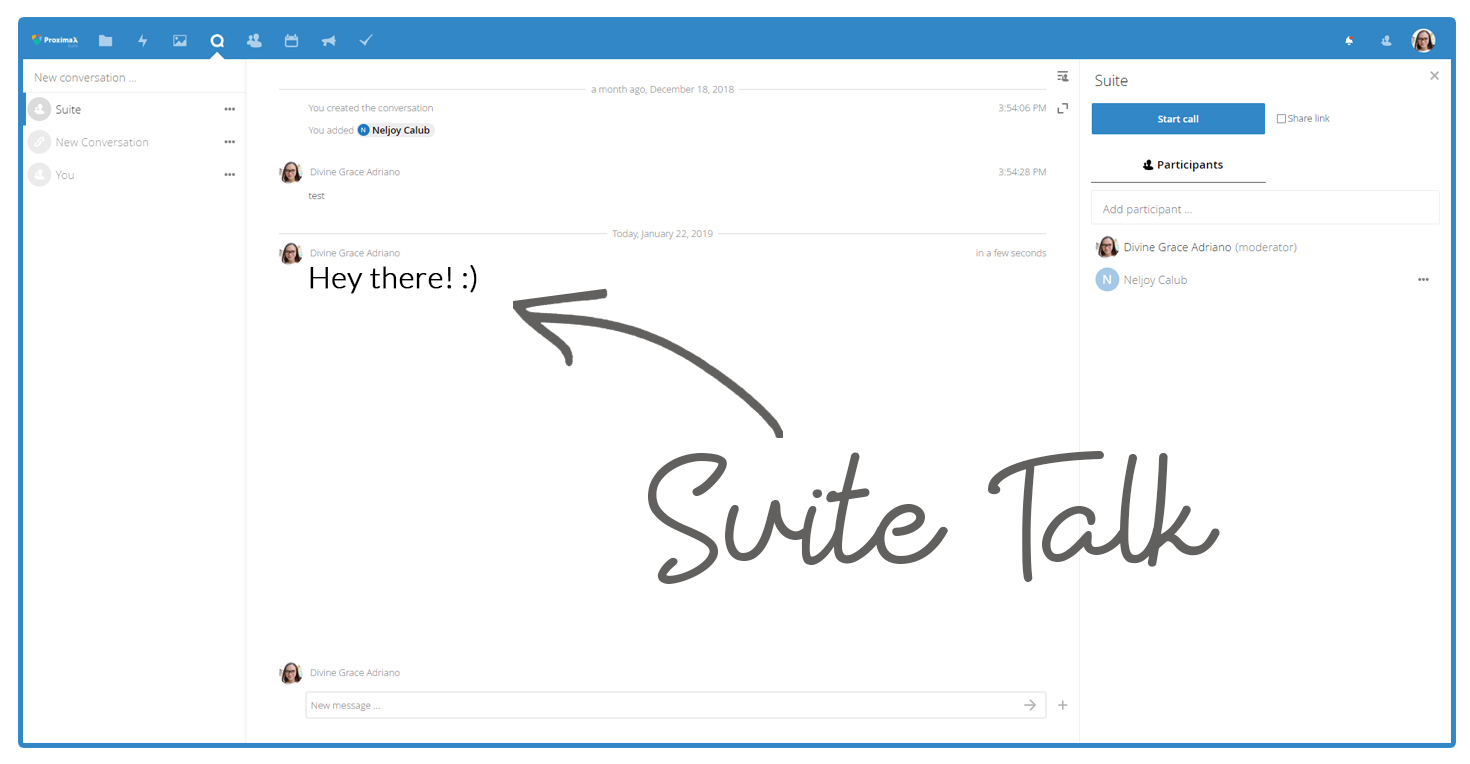 ProximaX
New conversation ...
Suite
New Conversation
You
a month ago, December 18, 2018
You created the conversation 3:54:06 PM
You added N Neljoy Calub
Divine Grace Adriano 3:54:28 PM
test
Today, January 22, 2019
Divine Grace Adriano in a few seconds
Hey there! :)
Suite Talk
Divine Grace Adriano
New message ...
Suite
Start call Share link
Participants
Add participant ...
Divine Grace Adriano (moderator)
N Neljoy Calub